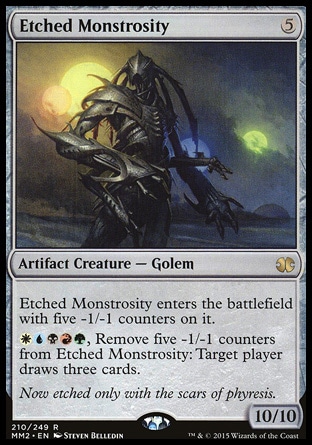 Etched Monstrosity 5
Artifact Creature — Golem
Etched Monstrosity enters the battlefield
with five -1/-1 counters on it.
, Remove five -1/-1 counters
from Etched Monstrosity: Target player
draws three cards.
Now etched only with the scars of phyresis.
210/249 R
MM2 • EN Steven Belledin
™ & © 2015 Wizards of the Coast
10/10